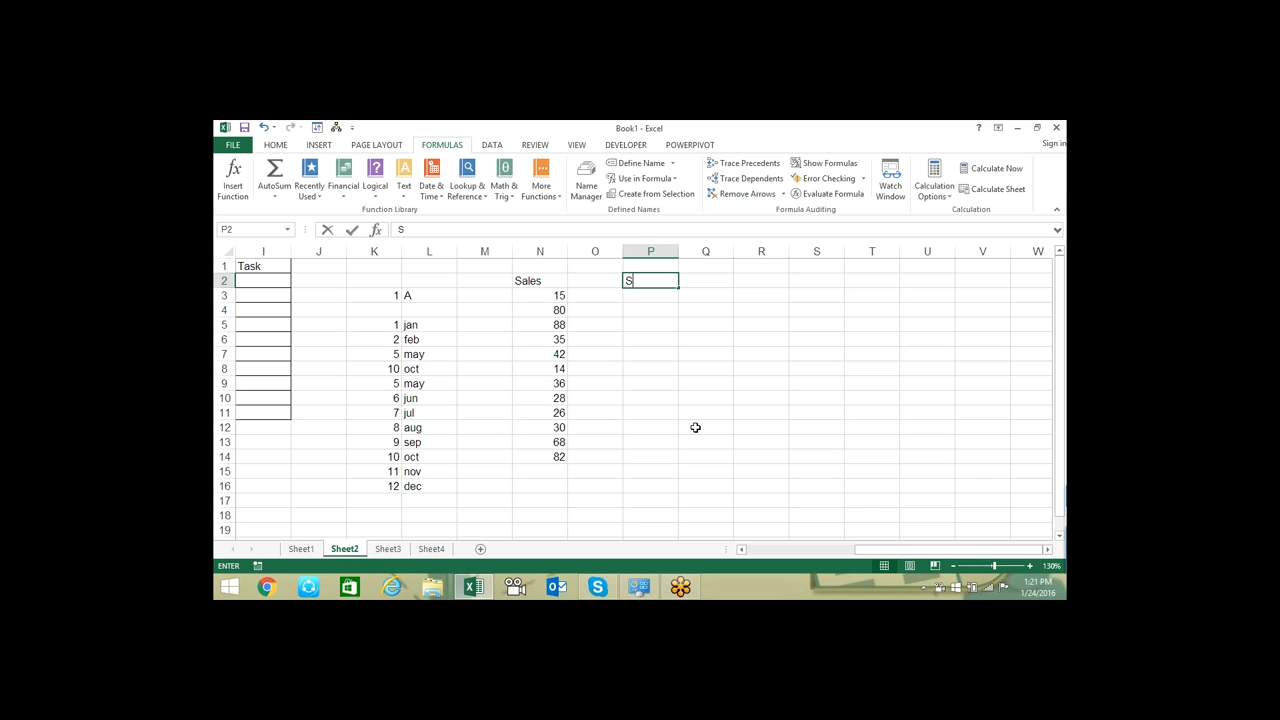 Book1 - Excel
?
Sign in
FILE HOME INSERT PAGE LAYOUT FORMULAS DATA REVIEW VIEW DEVELOPER POWERPIVOT
fx Insert Function
Σ AutoSum
Recently Used
Financial
? Logical
A Text
Date & Time
Lookup & Reference
θ Math & Trig
More Functions
Function Library
Name Manager
Define Name
Use in Formula
Create from Selection
Defined Names
Trace Precedents
Trace Dependents
Remove Arrows
Show Formulas
Error Checking
Evaluate Formula
Formula Auditing
Watch Window
Calculation Options
Calculate Now
Calculate Sheet
Calculation
P2 fx S
I J K L M N O P Q R S T U V W
1 Task
2 Sales S
3 1 A 15
4 80
5 1 jan 88
6 2 feb 35
7 5 may 42
8 10 oct 14
9 5 may 36
10 6 jun 28
11 7 jul 26
12 8 aug 30
13 9 sep 68
14 10 oct 82
15 11 nov
16 12 dec
17
18
19
Sheet1 Sheet2 Sheet3 Sheet4
ENTER 130%
1:21 PM
1/24/2016